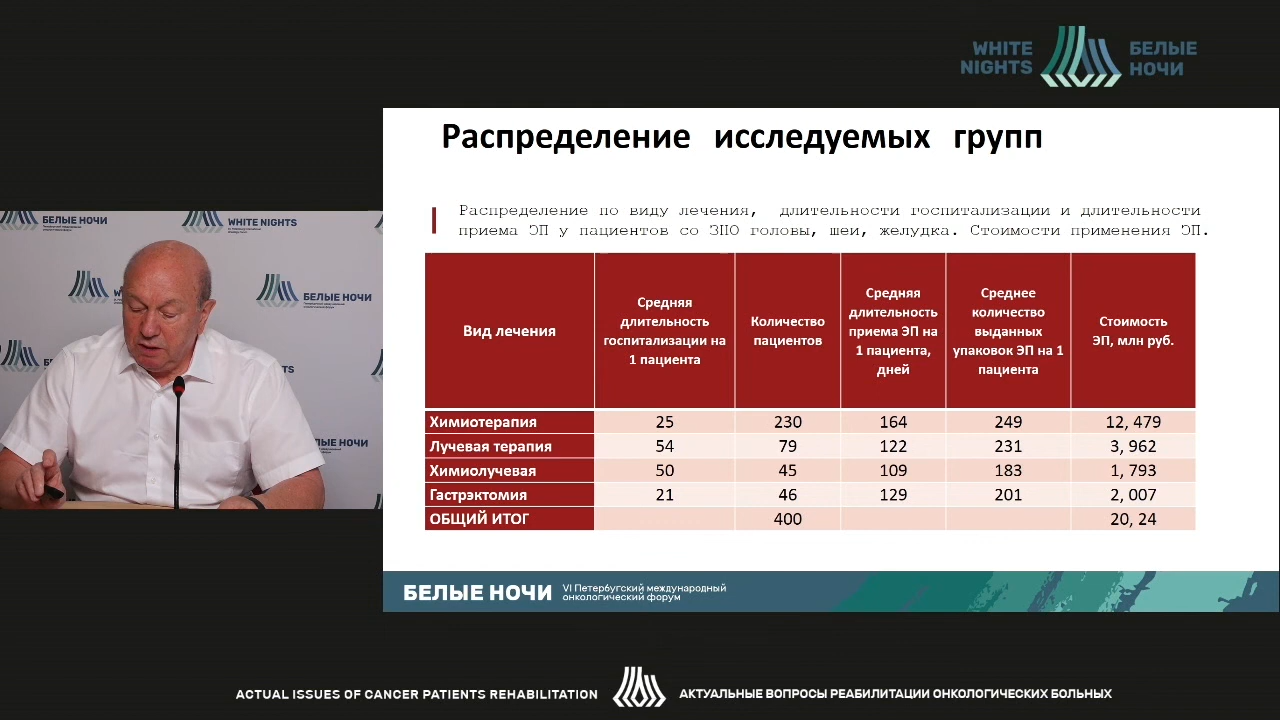 WHITE
NIGHTS
БЕЛЫЕ
НОЧИ
Распределение исследуемых групп
Распределение по виду лечения, длительности госпитализации и длительности
приема ЭП у пациентов со ЗНО головы, шеи, желудка. Стоимости применения ЭП.
Вид лечения
Средняя
длительность
госпитализации на
1 пациента
Количество
пациентов
Средняя
длительность
приема ЭП на
1 пациента,
дней
Среднее
количество
выданных
упаковок ЭП на 1
пациента
Стоимость
ЭП, млн руб.
Химиотерапия 25 230 164 249 12, 479
Лучевая терапия 54 79 122 231 3, 962
Химиолучевая 50 45 109 183 1, 793
Гастрэктомия 21 46 129 201 2, 007
ОБЩИЙ ИТОГ 400 20, 24
БЕЛЫЕ НОЧИ
VI Петербургский международный
онкологический форум
БЕЛЫЕ НОЧИ
WHITE NIGHTS
БЕЛЫЕ НОЧИ
ACTUAL ISSUES OF CANCER PATIENTS REHABILITATION
АКТУАЛЬНЫЕ ВОПРОСЫ РЕАБИЛИТАЦИИ ОНКОЛОГИЧЕСКИХ БОЛЬНЫХ